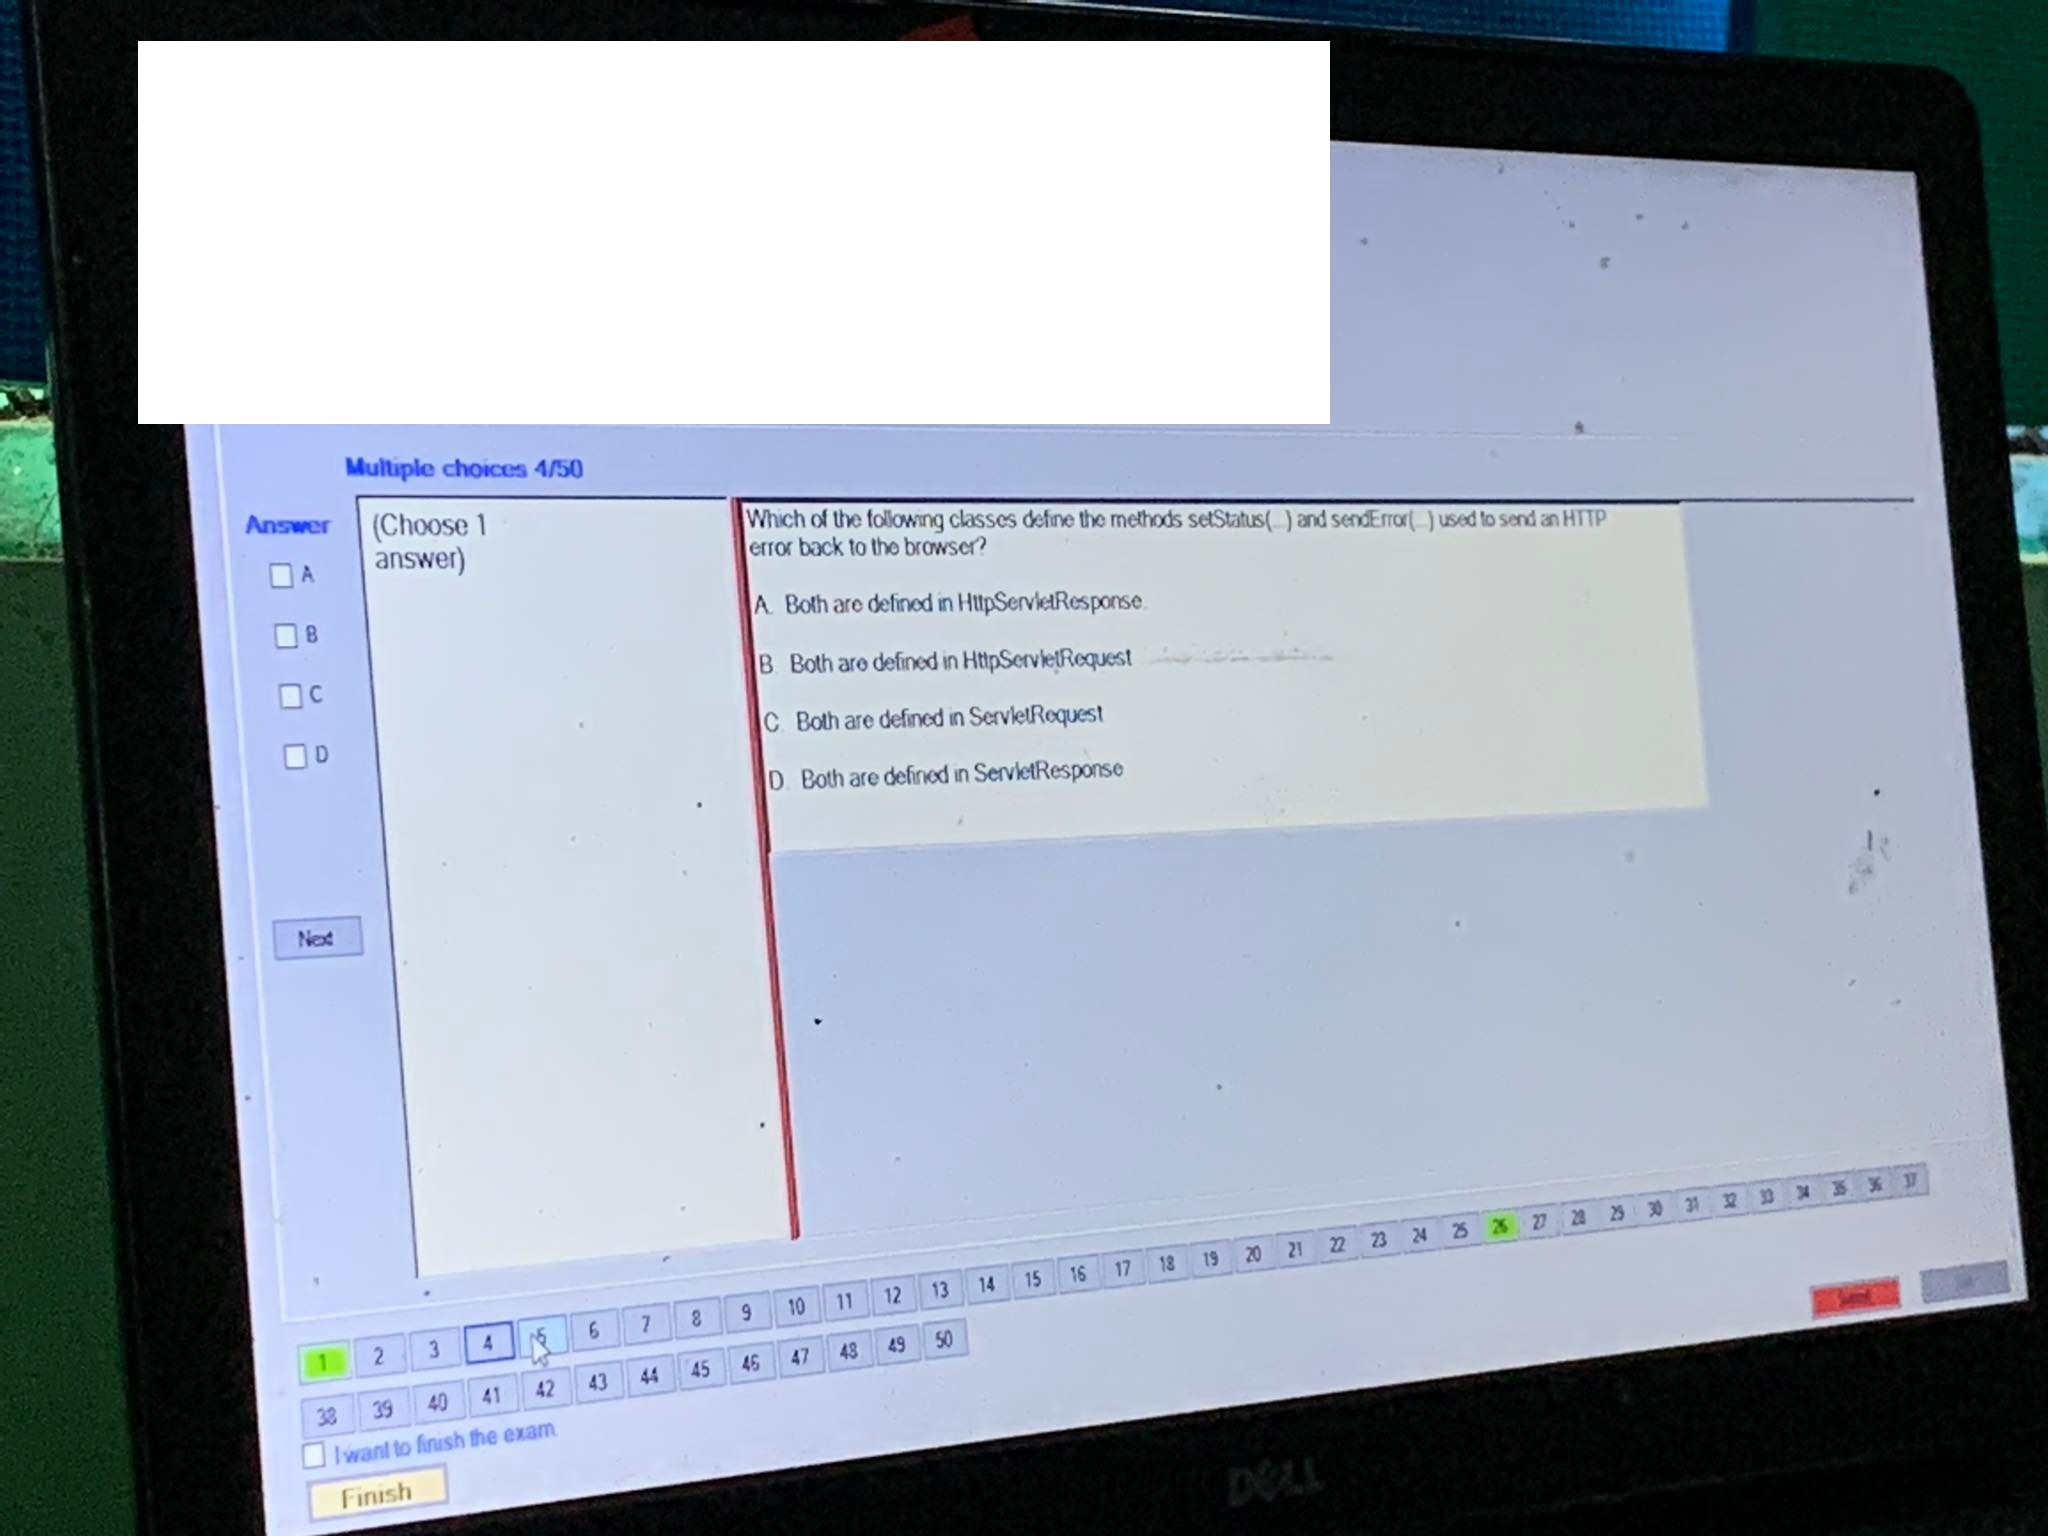 Multiple choices 4/50
Answer
(Choose 1
answer)
A
B
C
D
Which of the following classes define the methods setStatus(...) and sendError(...) used to send an HTTP
error back to the browser?
A. Both are defined in HttpServletResponse.
B. Both are defined in HttpServletRequest
C. Both are defined in ServletRequest
D. Both are defined in ServletResponse
Next
1 2 3 4 5 6 7 8 9 10 11 12 13 14 15 16 17 18 19 20 21 22 23 24 25 26 27 28 29 30 31 32 33 34 35 36 37
38 39 40 41 42 43 44 45 46 47 48 49 50
I want to finish the exam.
Finish
DELL